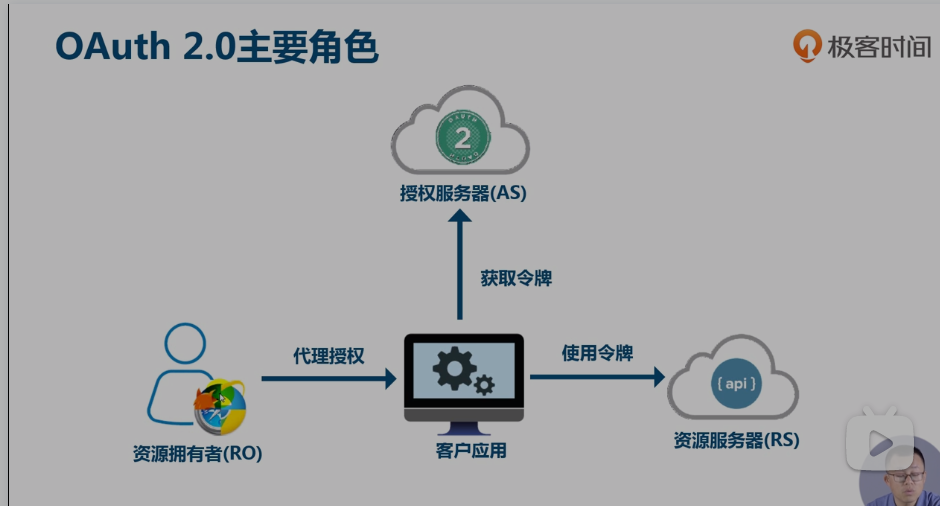 OAuth 2.0主要角色
极客时间
2
授权服务器(AS)
获取令牌
代理授权
使用令牌
{api}
资源拥有者(RO)
客户应用
资源服务器(RS)